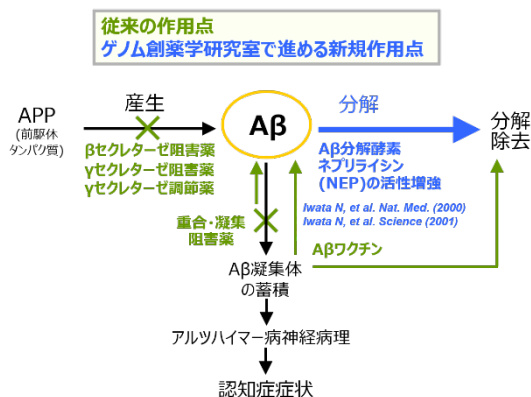 従来の作用点
ゲノム創薬学研究室で進める新規作用点
APP
(前駆休
タンパク質)
産生
βセクレターゼ阻害薬
γセクレターゼ阻害薬
γセクレターゼ調節薬
Aβ
分解
Aβ分解酵素
ネプリライシン
(NEP)の活性増強
Iwata N, et al. Nat. Med. (2000)
Iwata N, et al. Science (2001)
分解
除去
重合・凝集
阻害薬
Aβワクチン
Aβ凝集体
の蓄積
アルツハイマー病神経病理
認知症症状